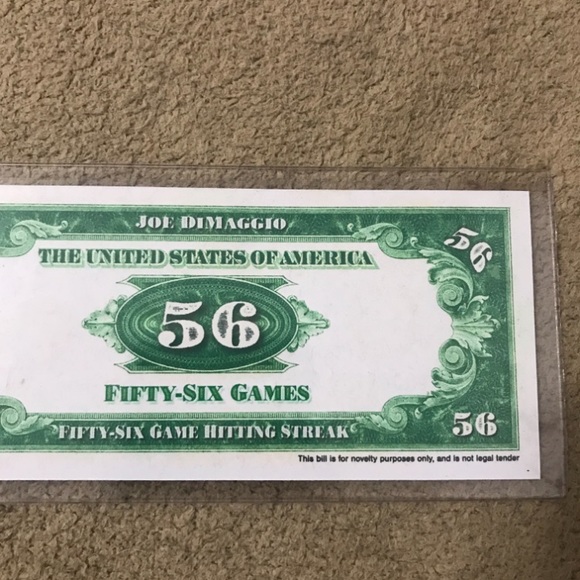 JOE DIMAGGIO
THE UNITED STATES OF AMERICA
56
56
FIFTY-SIX GAMES
FIFTY-SIX GAME HITTING STREAK
56
This bill is for novelty purposes only, and is not legal tender